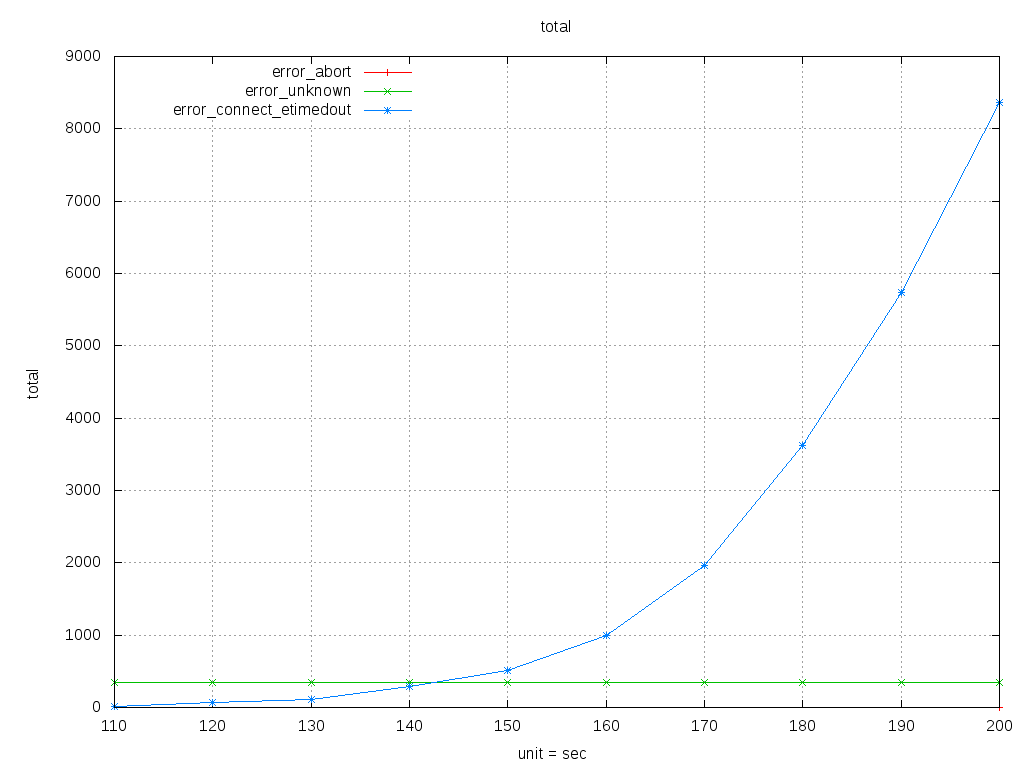 total
9000
8000
7000
6000
5000
4000
3000
2000
1000
0
error_abort
error_unknown
error_connect_etimedout
total
110 120 130 140 150 160 170 180 190 200
unit = sec